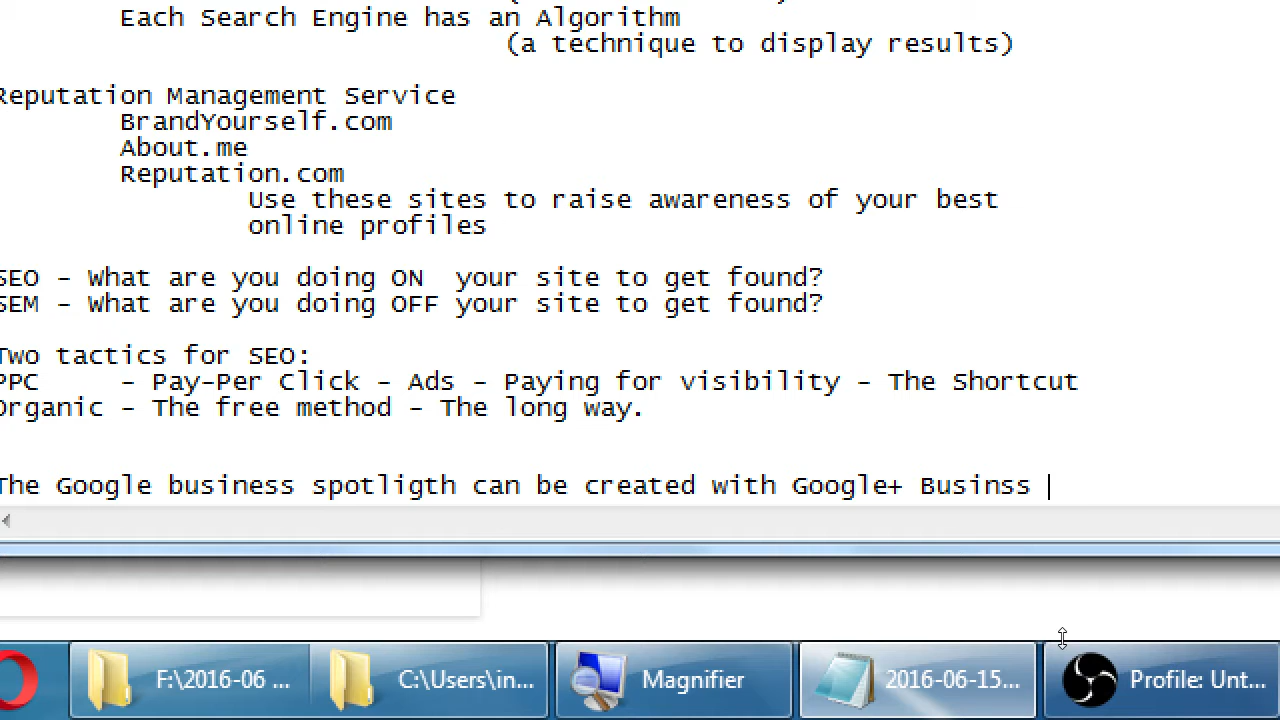 Each Search Engine has an Algorithm
(a technique to display results)
Reputation Management Service
BrandYourself.com
About.me
Reputation.com
Use these sites to raise awareness of your best
online profiles
SEO - What are you doing ON  your site to get found?
SEM - What are you doing OFF your site to get found?
Two tactics for SEO:
PPC     - Pay-Per Click - Ads - Paying for visibility - The Shortcut
Organic - The free method - The long way.
The Google business spotligth can be created with Google+ Businss
F:\2016-06 ... C:\Users\in... Magnifier 2016-06-15... Profile: Unt...